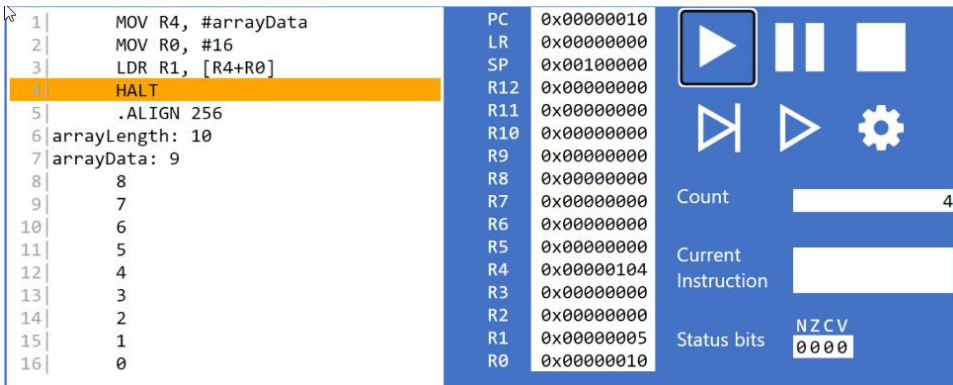 1|        MOV R4, #arrayData
2|        MOV R0, #16
3|        LDR R1, [R4+R0]
4|        HALT
5|        .ALIGN 256
6|arrayLength: 10
7|arrayData: 9
8|        8
9|        7
10|        6
11|        5
12|        4
13|        3
14|        2
15|        1
16|        0
PC 0x00000010
LR 0x00000000
SP 0x00100000
R12 0x00000000
R11 0x00000000
R10 0x00000000
R9 0x00000000
R8 0x00000000
R7 0x00000000
R6 0x00000000
R5 0x00000000
R4 0x00000104
R3 0x00000000
R2 0x00000000
R1 0x00000005
R0 0x00000010
Count 4
Current
Instruction
NZCV
Status bits 0000